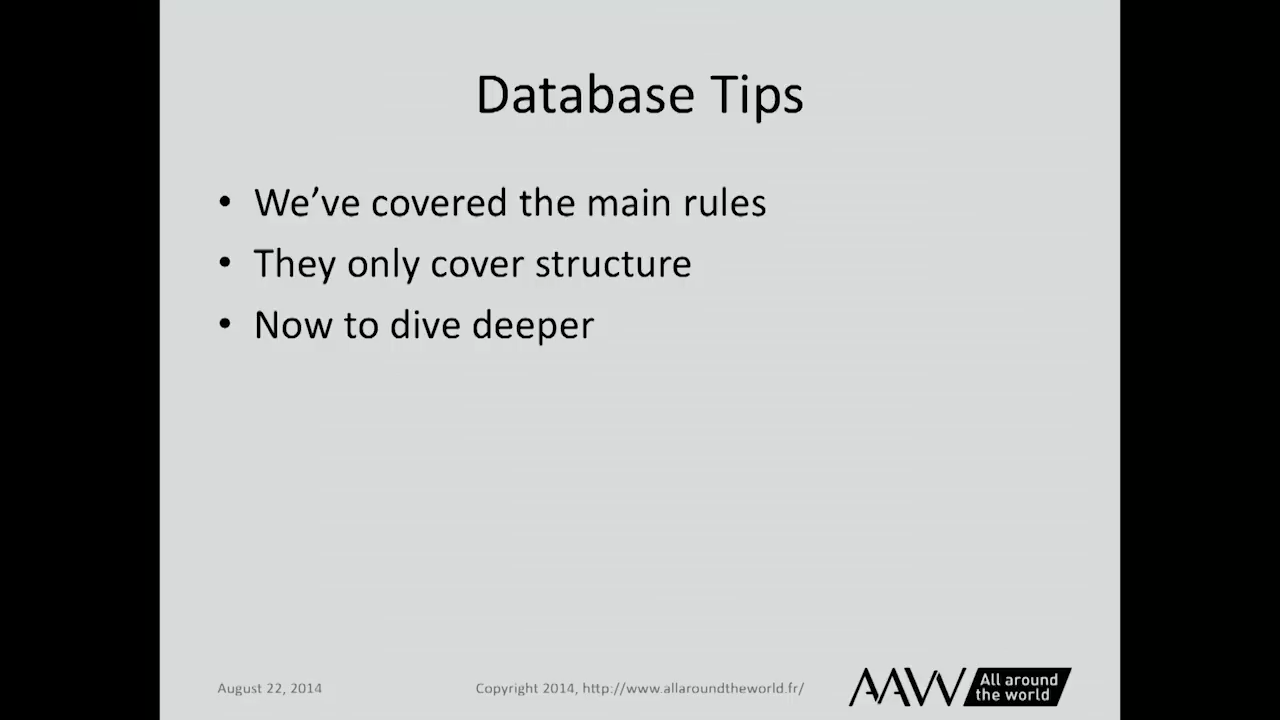 Database Tips
• We’ve covered the main rules
• They only cover structure
• Now to dive deeper
August 22, 2014
Copyright 2014, http://www.allaroundtheworld.fr/
AAW
All around
the world